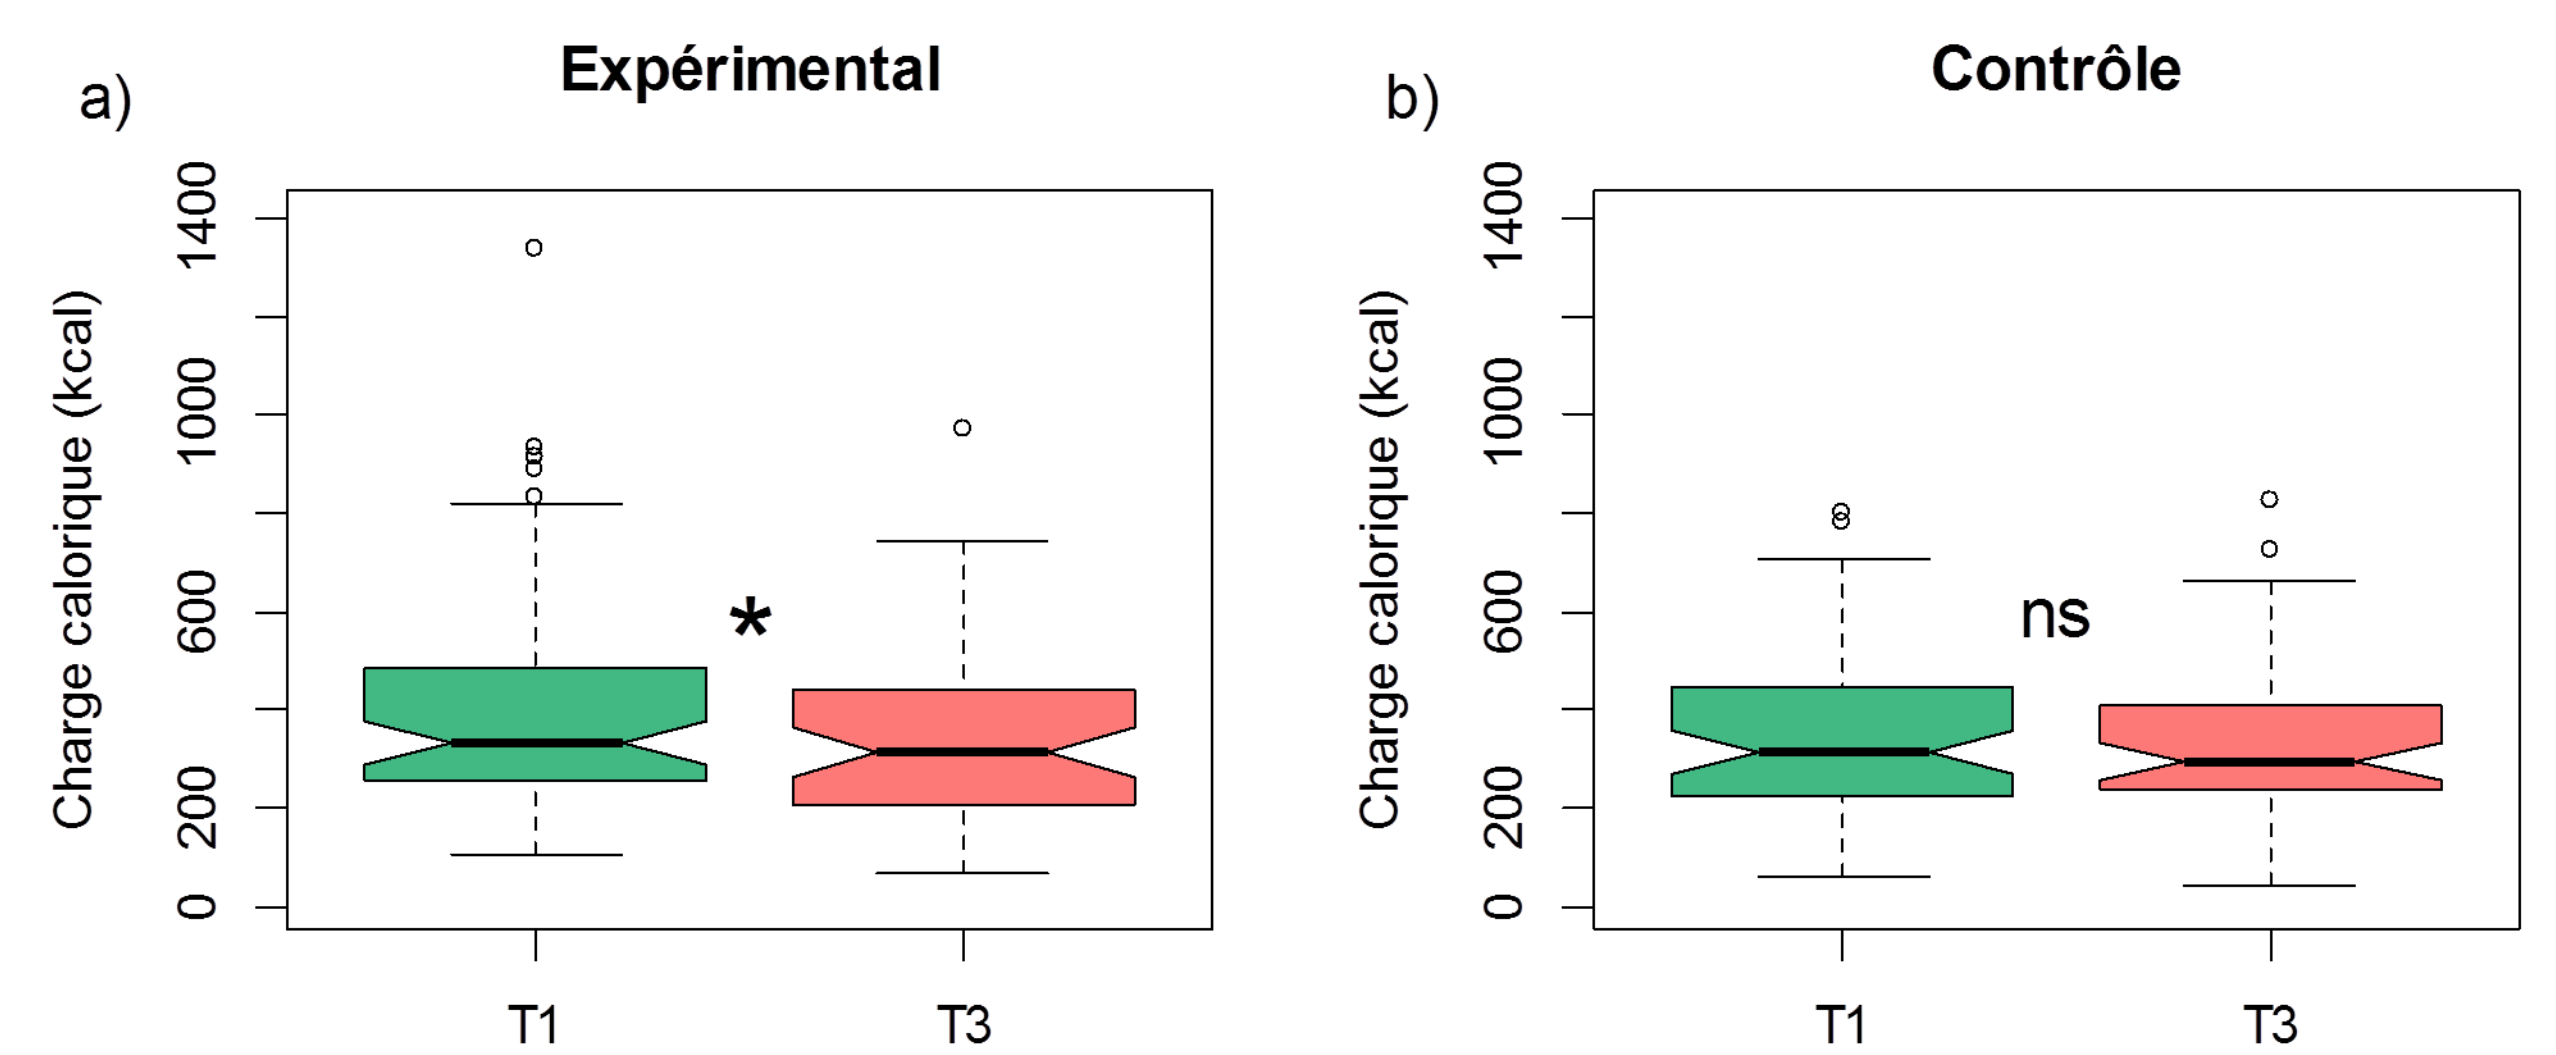 a)
Expérimental
Charge calorique (kcal)
1400
1000
600
200
0
*
T1
T3
b)
Contrôle
Charge calorique (kcal)
1400
1000
600
200
0
ns
T1
T3